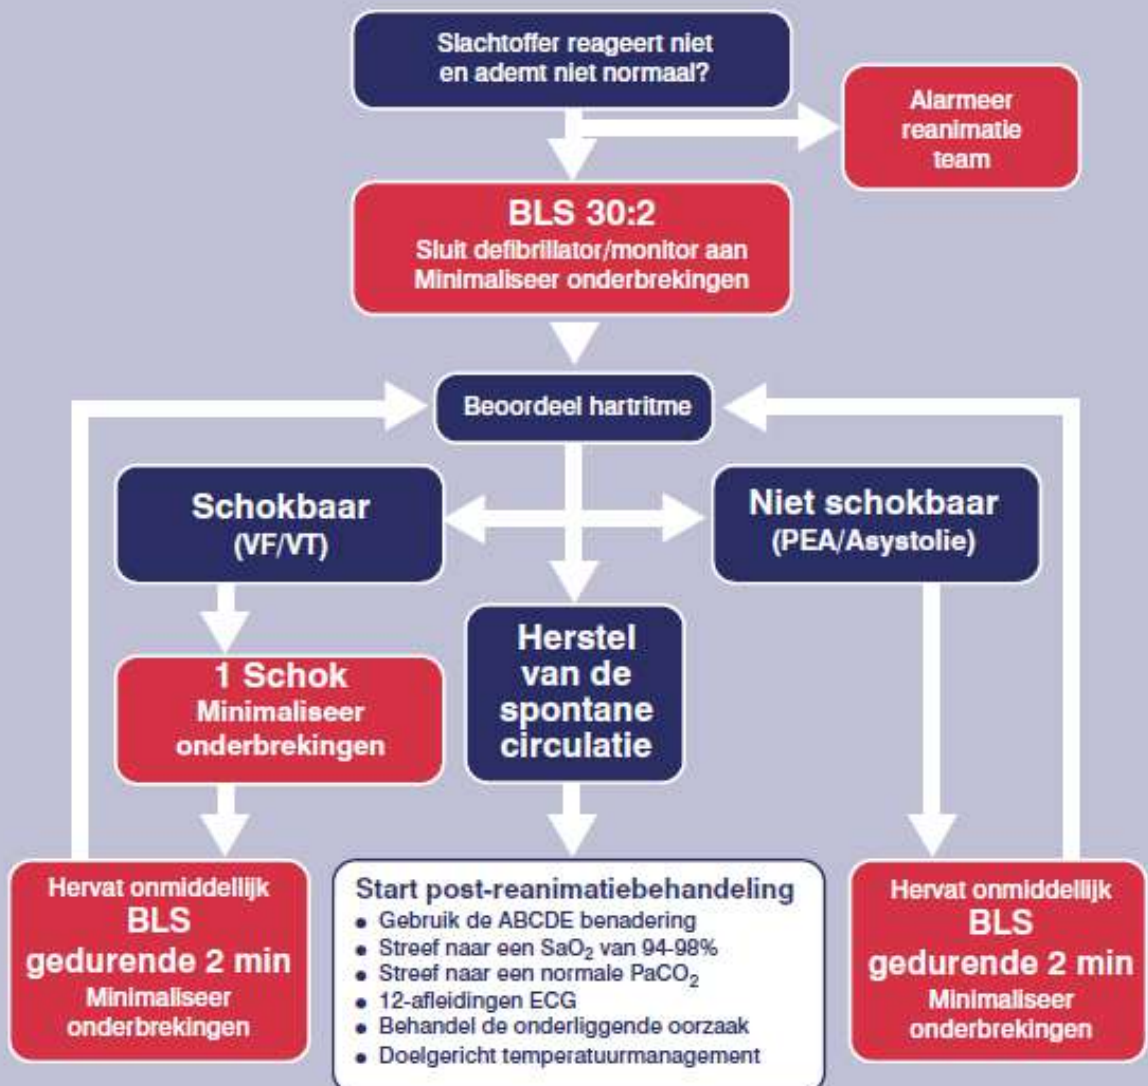 Slachtoffer reageert niet
en ademt niet normaal?
Alarmeer
reanimatie
team
BLS 30:2
Sluit defibrillator/monitor aan
Minimaliseer onderbrekingen
Beoordeel hartritme
Schokbaar
(VF/VT)
Niet schokbaar
(PEA/Asystolie)
1 Schok
Minimaliseer
onderbrekingen
Herstel
van de
spontane
circulatie
Hervat onmiddellijk
BLS
gedurende 2 min
Minimaliseer
onderbrekingen
Start post-reanimatiebehandeling
• Gebruik de ABCDE benadering
• Streef naar een SaO₂ van 94-98%
• Streef naar een normale PaCO₂
• 12-afleidingen ECG
• Behandel de onderliggende oorzaak
• Doelgericht temperatuurmanagement
Hervat onmiddellijk
BLS
gedurende 2 min
Minimaliseer
onderbrekingen